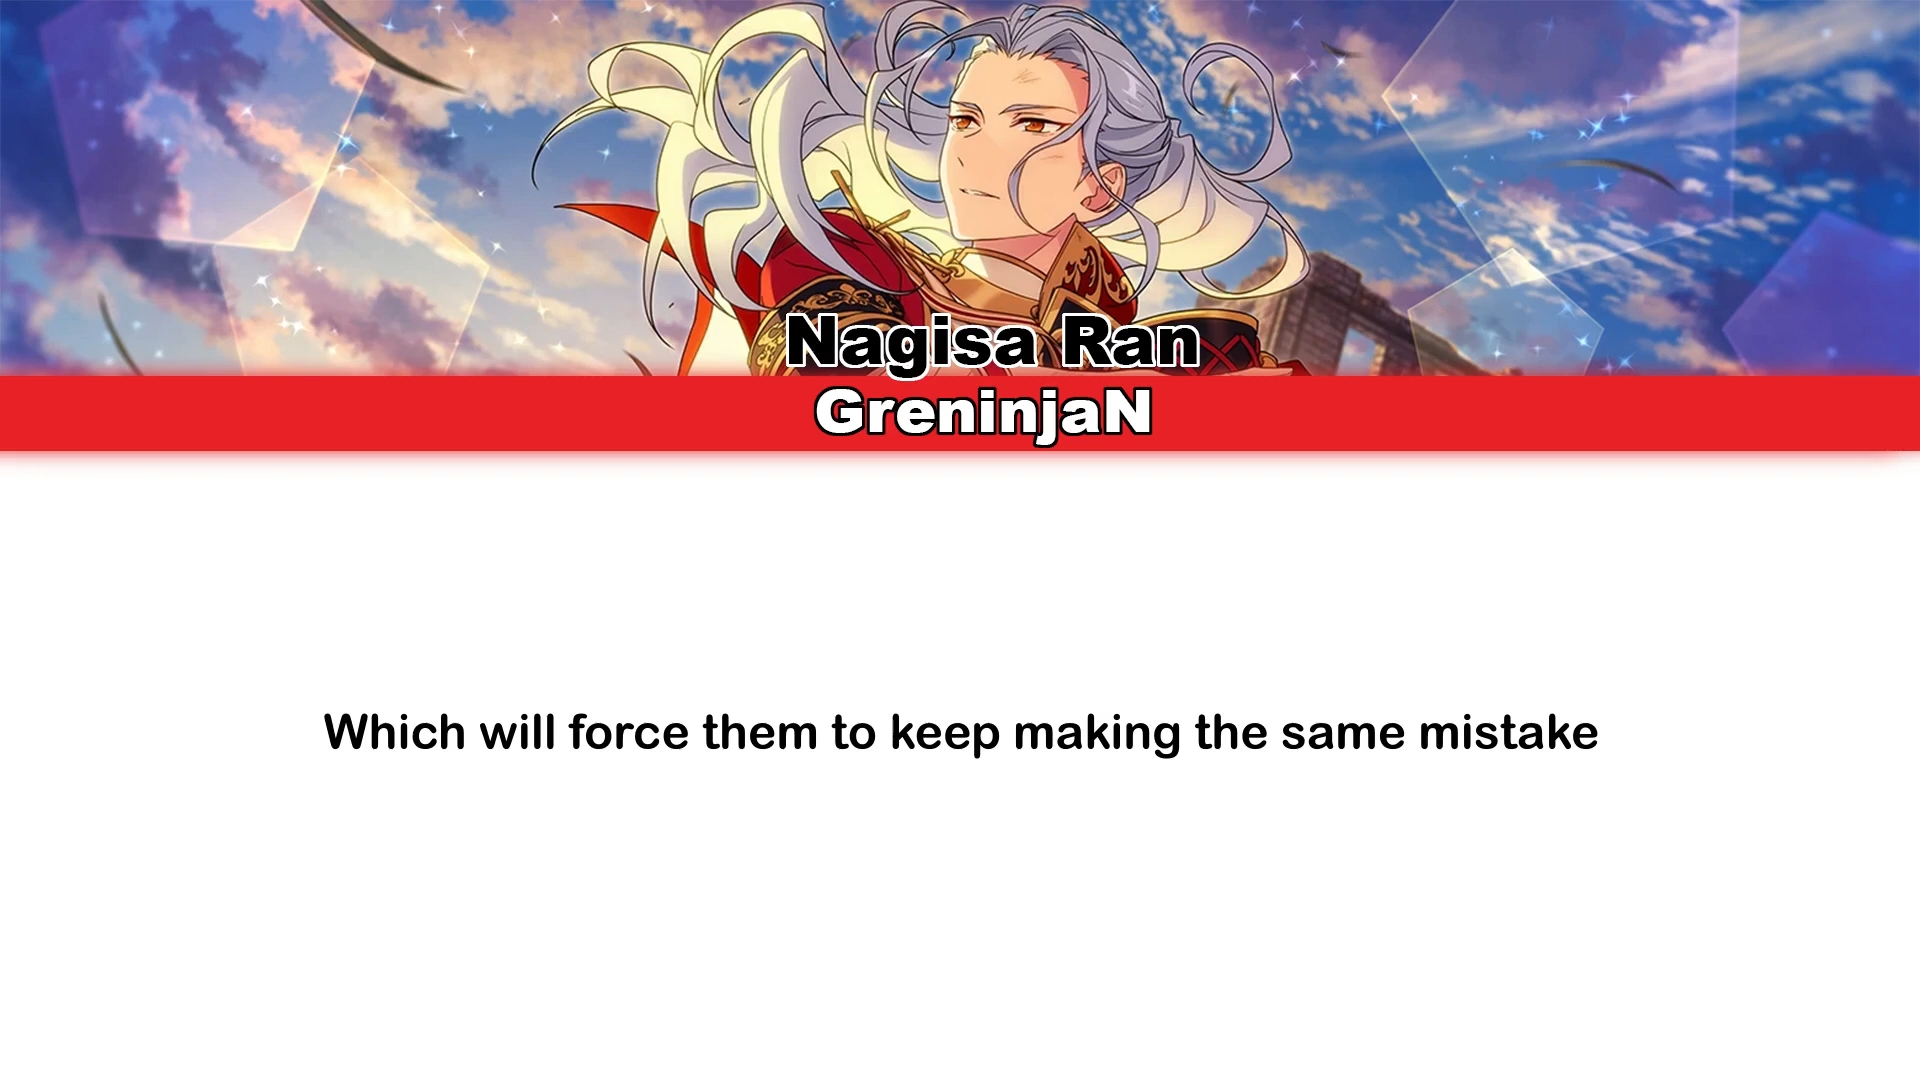 Nagisa Ran
GreninjaN
Which will force them to keep making the same mistake